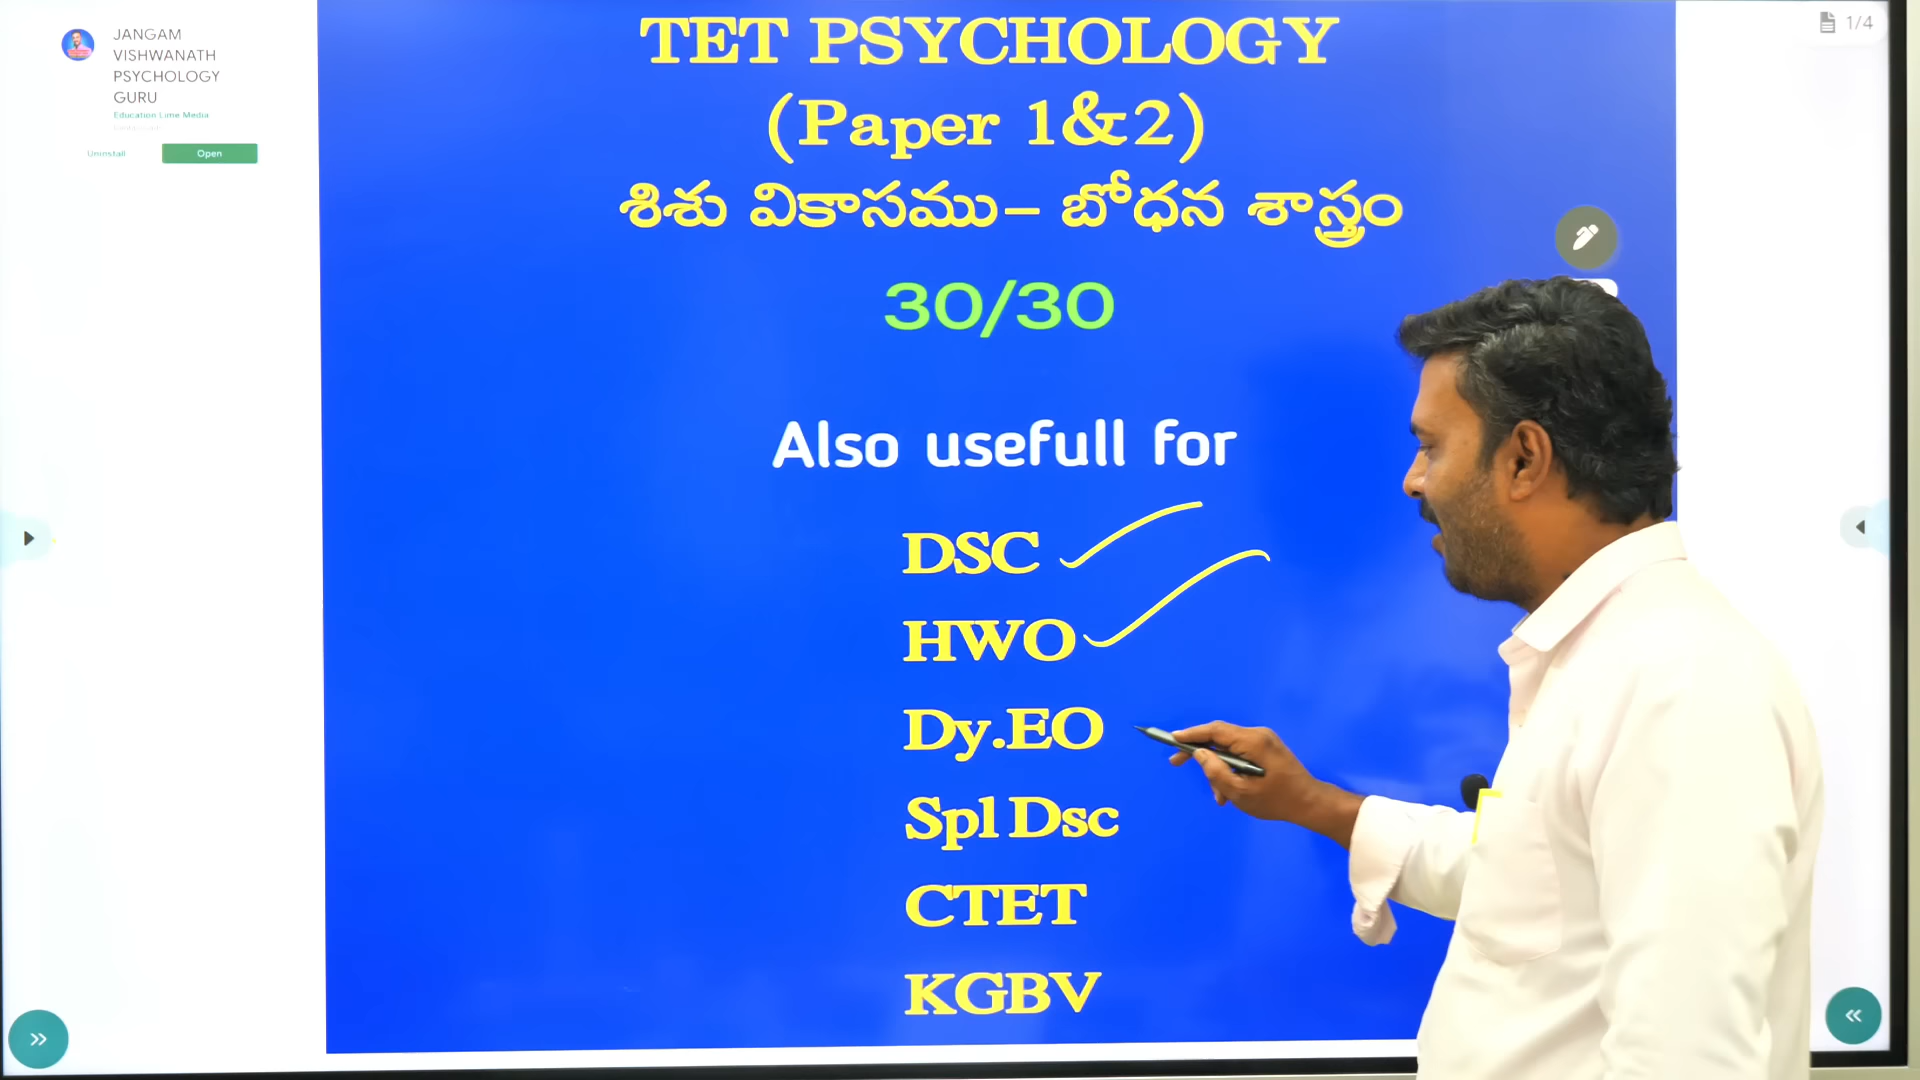 JANGAM
VISHWANATH
PSYCHOLOGY
GURU
Education Lime Media
Uninstall
Open
TET PSYCHOLOGY
(Paper 1&2)
శిశు వికాసము– బోధన శాస్త్రం
30/30
Also usefull for
DSC
HWO
Dy.EO
Spl Dsc
CTET
KGBV
1/4